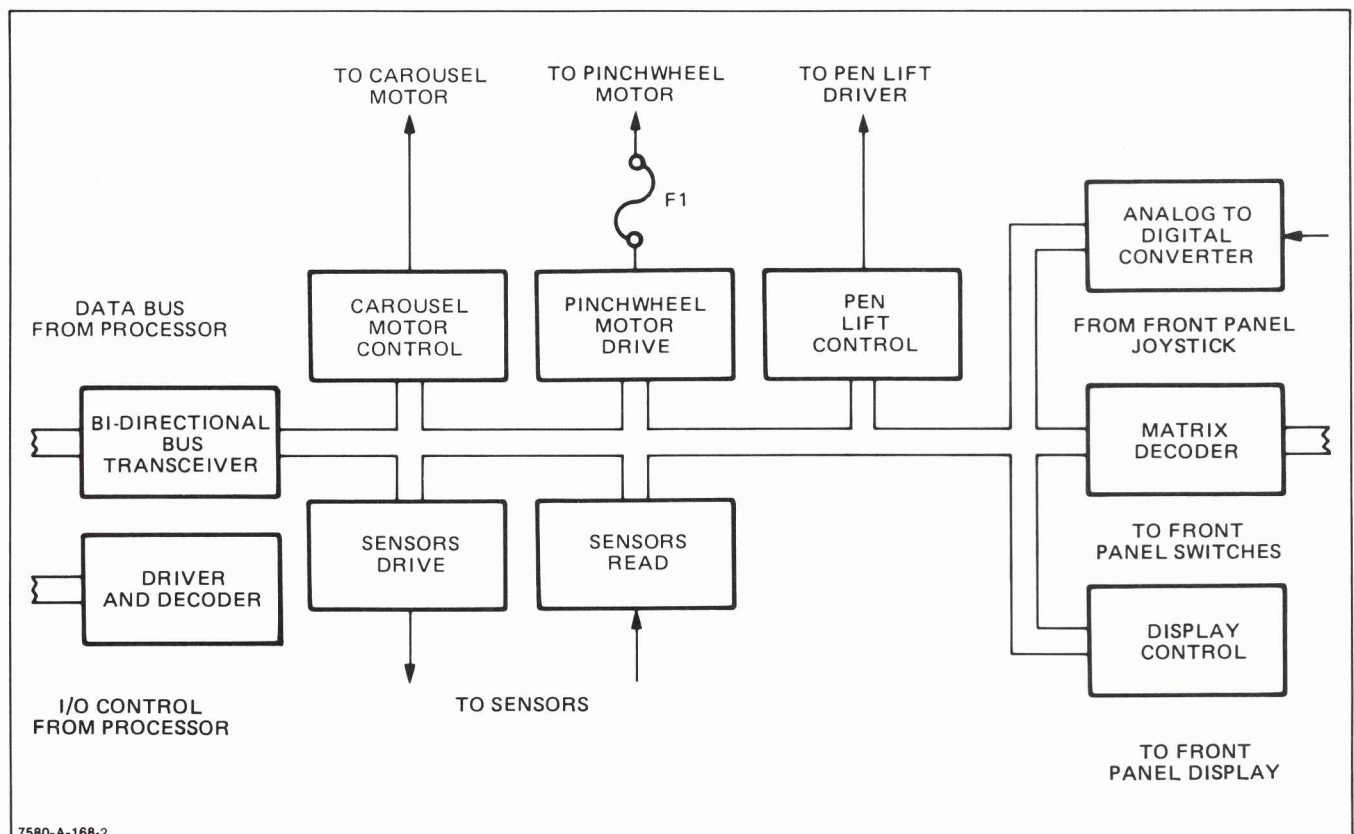 TO CAROUSEL
MOTOR
TO PINCHWHEEL
MOTOR
TO PEN LIFT
DRIVER
F1
ANALOG TO
DIGITAL
CONVERTER
DATA BUS
FROM PROCESSOR
CAROUSEL
MOTOR
CONTROL
PINCHWHEEL
MOTOR
DRIVE
PEN
LIFT
CONTROL
FROM FRONT PANEL
JOYSTICK
BI-DIRECTIONAL
BUS
TRANSCEIVER
MATRIX
DECODER
SENSORS
DRIVE
SENSORS
READ
TO FRONT
PANEL SWITCHES
DRIVER
AND DECODER
DISPLAY
CONTROL
I/O CONTROL
FROM PROCESSOR
TO SENSORS
TO FRONT
PANEL DISPLAY
7580-A-168-2